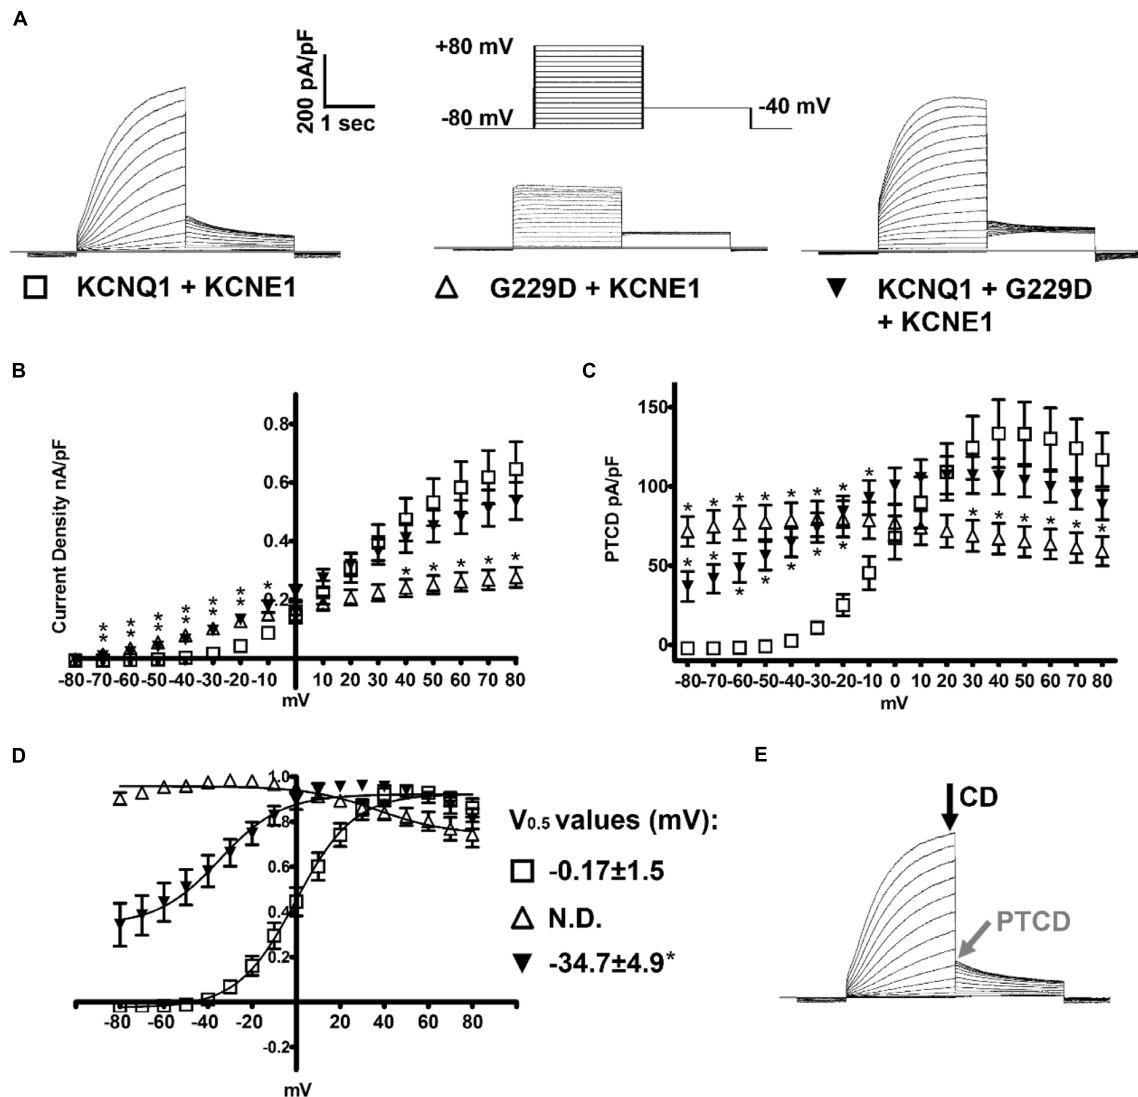 A
+80 mV
200 pA/pF
1 sec
-80 mV
-40 mV
KCNQ1 + KCNE1
G229D + KCNE1
KCNQ1 + G229D
+ KCNE1
B
C
Current Density nA/pF
0.8
0.6
0.4
0.2
* * * * * * * *
* * * * * * *
* * * * *
-80 -70 -60 -50 -40 -30 -20 -10 10 20 30 40 50 60 70 80
mV
PTCD pA/pF
150
100
50
0
* * * * * * * *
* * * * * * *
* * * * * *
-80 -70 -60 -50 -40 -30 -20 -10 0 10 20 30 40 50 60 70 80
mV
D
E
1.0
0.8
0.6
0.4
0.2
-0.2
-80 -60 -40 -20 20 40 60 80
mV
V0.5 values (mV):
-0.17±1.5
N.D.
-34.7±4.9*
CD
PTCD